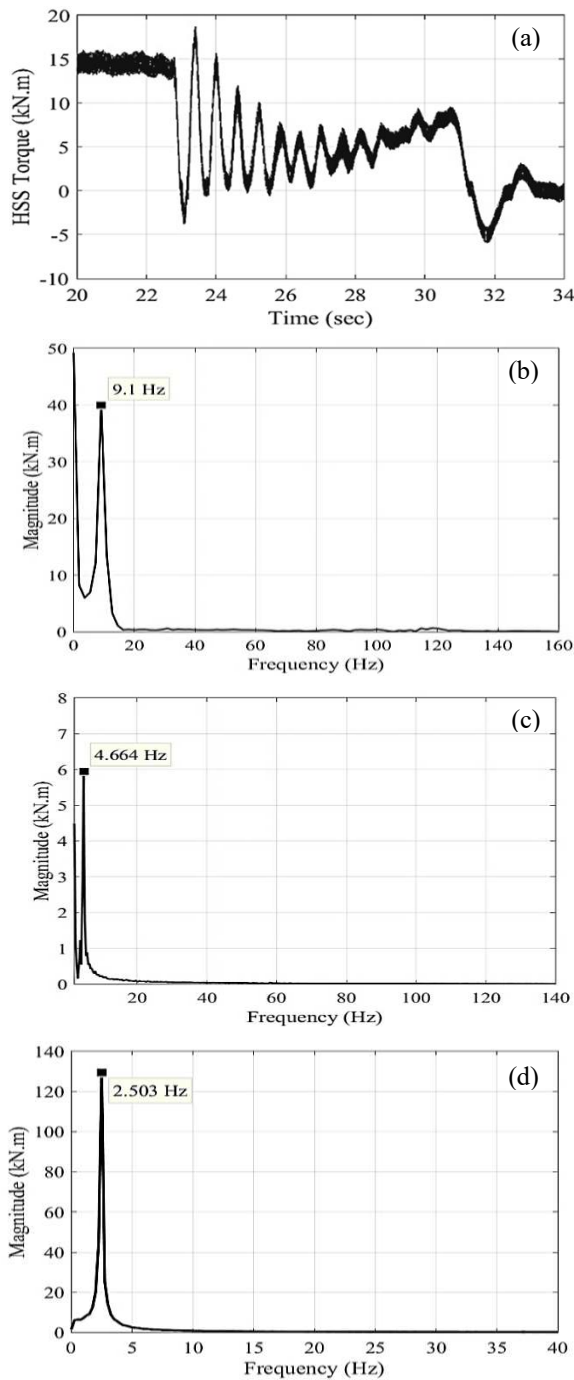 (a)
HSS Torque (kN.m)
20
15
10
5
0
-5
-10
20 22 24 26 28 30 32 34
Time (sec)
(b)
Magnitude (kN.m)
50
40
30
20
10
0
9.1 Hz
0 20 40 60 80 100 120 140 160
Frequency (Hz)
(c)
Magnitude (kN.m)
8
7
6
5
4
3
2
1
0
4.664 Hz
20 40 60 80 100 120 140
Frequency (Hz)
(d)
Magnitude (kN.m)
140
120
100
80
60
40
20
0
2.503 Hz
0 5 10 15 20 25 30 35 40
Frequency (Hz)